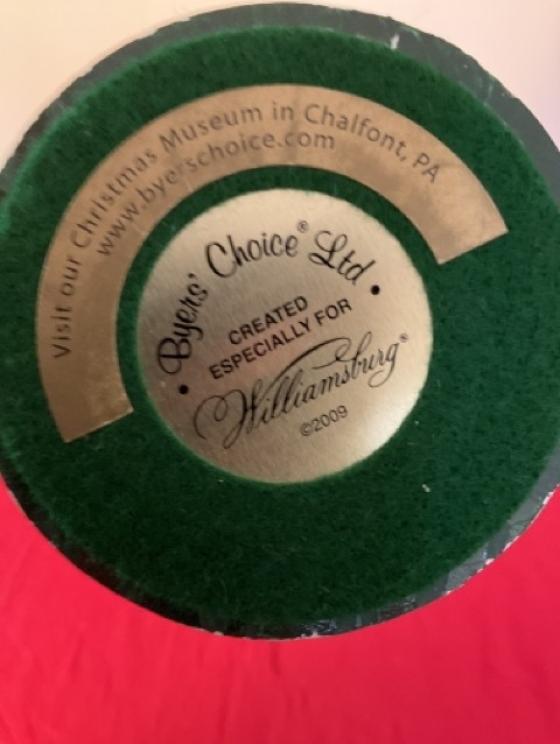 Visit our Christmas Museum in Chalfont, PA
www.byerschoice.com
Byers' Choice® Ltd.
CREATED
ESPECIALLY FOR
Williamsburg®
©2009